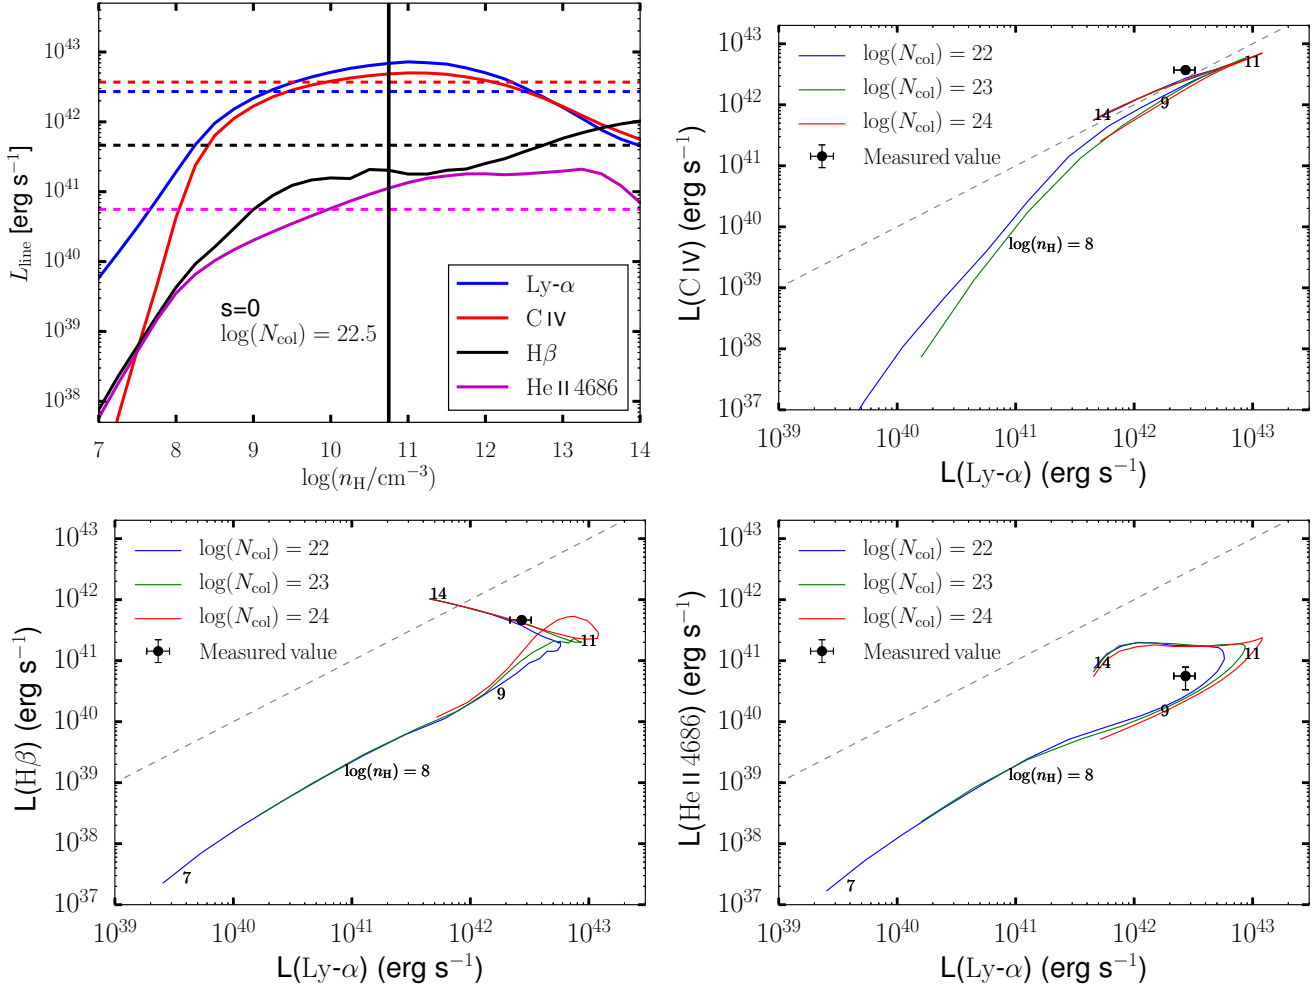 10^43
10^42
10^41
10^40
10^39
10^38
L_line [erg s^−1]
s=0
log(N_col) = 22.5
Ly-α
C IV
Hβ
He II 4686
7 8 9 10 11 12 13 14
log(n_H/cm^−3)
10^43
10^42
10^41
10^40
10^39
10^38
10^37
L(C IV) (erg s^−1)
log(N_col) = 22
log(N_col) = 23
log(N_col) = 24
Measured value
11
14
9
log(n_H) = 8
10^39 10^40 10^41 10^42 10^43
L(Ly-α) (erg s^−1)
10^43
10^42
10^41
10^40
10^39
10^38
10^37
L(Hβ) (erg s^−1)
log(N_col) = 22
log(N_col) = 23
log(N_col) = 24
Measured value
14
11
9
log(n_H) = 8
7
10^39 10^40 10^41 10^42 10^43
L(Ly-α) (erg s^−1)
10^43
10^42
10^41
10^40
10^39
10^38
10^37
L(He II 4686) (erg s^−1)
log(N_col) = 22
log(N_col) = 23
log(N_col) = 24
Measured value
14
11
9
log(n_H) = 8
7
10^39 10^40 10^41 10^42 10^43
L(Ly-α) (erg s^−1)